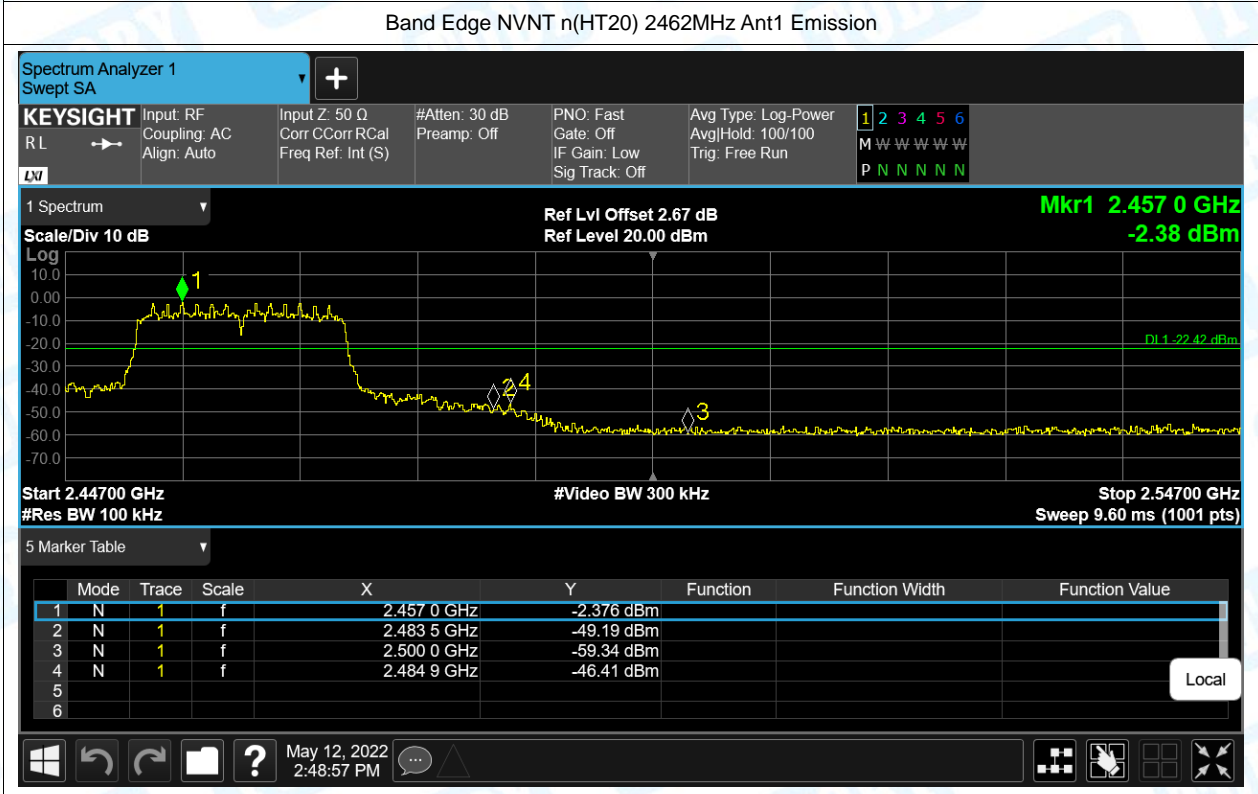 Band Edge NVNT n(HT20) 2462MHz Ant1 Emission
Spectrum Analyzer 1
Swept SA
+
KEYSIGHT
R L
LXI
Input: RF
Coupling: AC
Align: Auto
Input Z: 50 Ω
Corr CCorr RCal
Freq Ref: Int (S)
#Atten: 30 dB
Preamp: Off
PNO: Fast
Gate: Off
IF Gain: Low
Sig Track: Off
Avg Type: Log-Power
Avg|Hold: 100/100
Trig: Free Run
1 2 3 4 5 6
M W W W W W
P N N N N N
1 Spectrum
Scale/Div 10 dB
Ref Lvl Offset 2.67 dB
Ref Level 20.00 dBm
Mkr1 2.457 0 GHz
-2.38 dBm
Log
10.0
0.00
-10.0
-20.0
-30.0
-40.0
-50.0
-60.0
-70.0
1
2
4
3
DL1 -22.42 dBm
Start 2.44700 GHz
#Res BW 100 kHz
#Video BW 300 kHz
Stop 2.54700 GHz
Sweep 9.60 ms (1001 pts)
5 Marker Table
Mode Trace Scale X Y Function Function Width Function Value
1 N 1 f 2.457 0 GHz -2.376 dBm
2 N 1 f 2.483 5 GHz -49.19 dBm
3 N 1 f 2.500 0 GHz -59.34 dBm
4 N 1 f 2.484 9 GHz -46.41 dBm
5
6
Local
?
May 12, 2022
2:48:57 PM